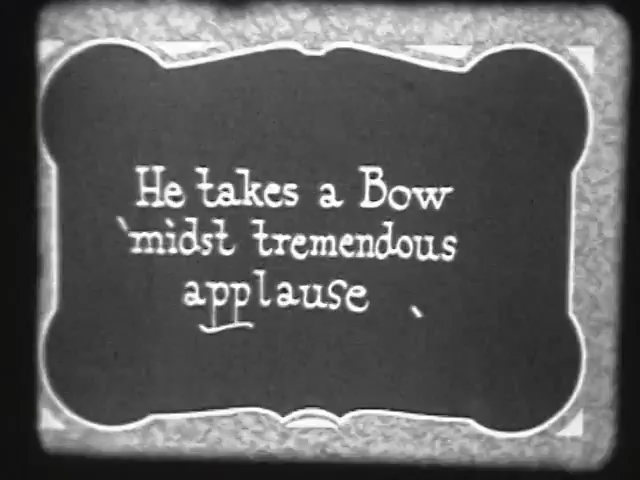 He takes a Bow
'midst tremendous
applause